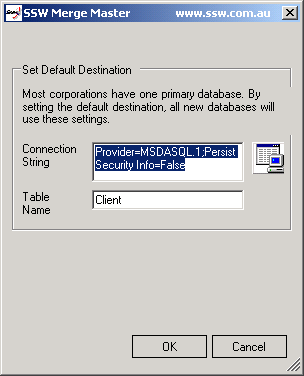 SSW Merge Master www.ssw.com.au
Set Default Destination
Most corporations have one primary database. By
setting the default destination, all new databases will
use these settings.
Connection
String
Provider=MSDASQL.1;Persist
Security Info=False
Table
Name
Client
OK
Cancel